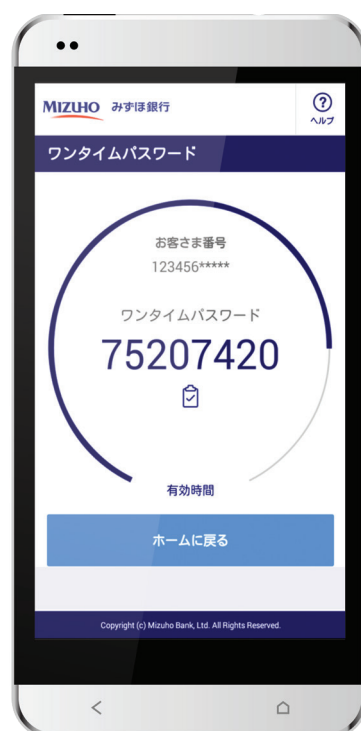 MIZUHO みずほ銀行
?
ヘルプ
ワンタイムパスワード
お客さま番号
123456*****
ワンタイムパスワード
75207420
有効時間
ホームに戻る
Copyright (c) Mizuho Bank, Ltd. All Rights Reserved.